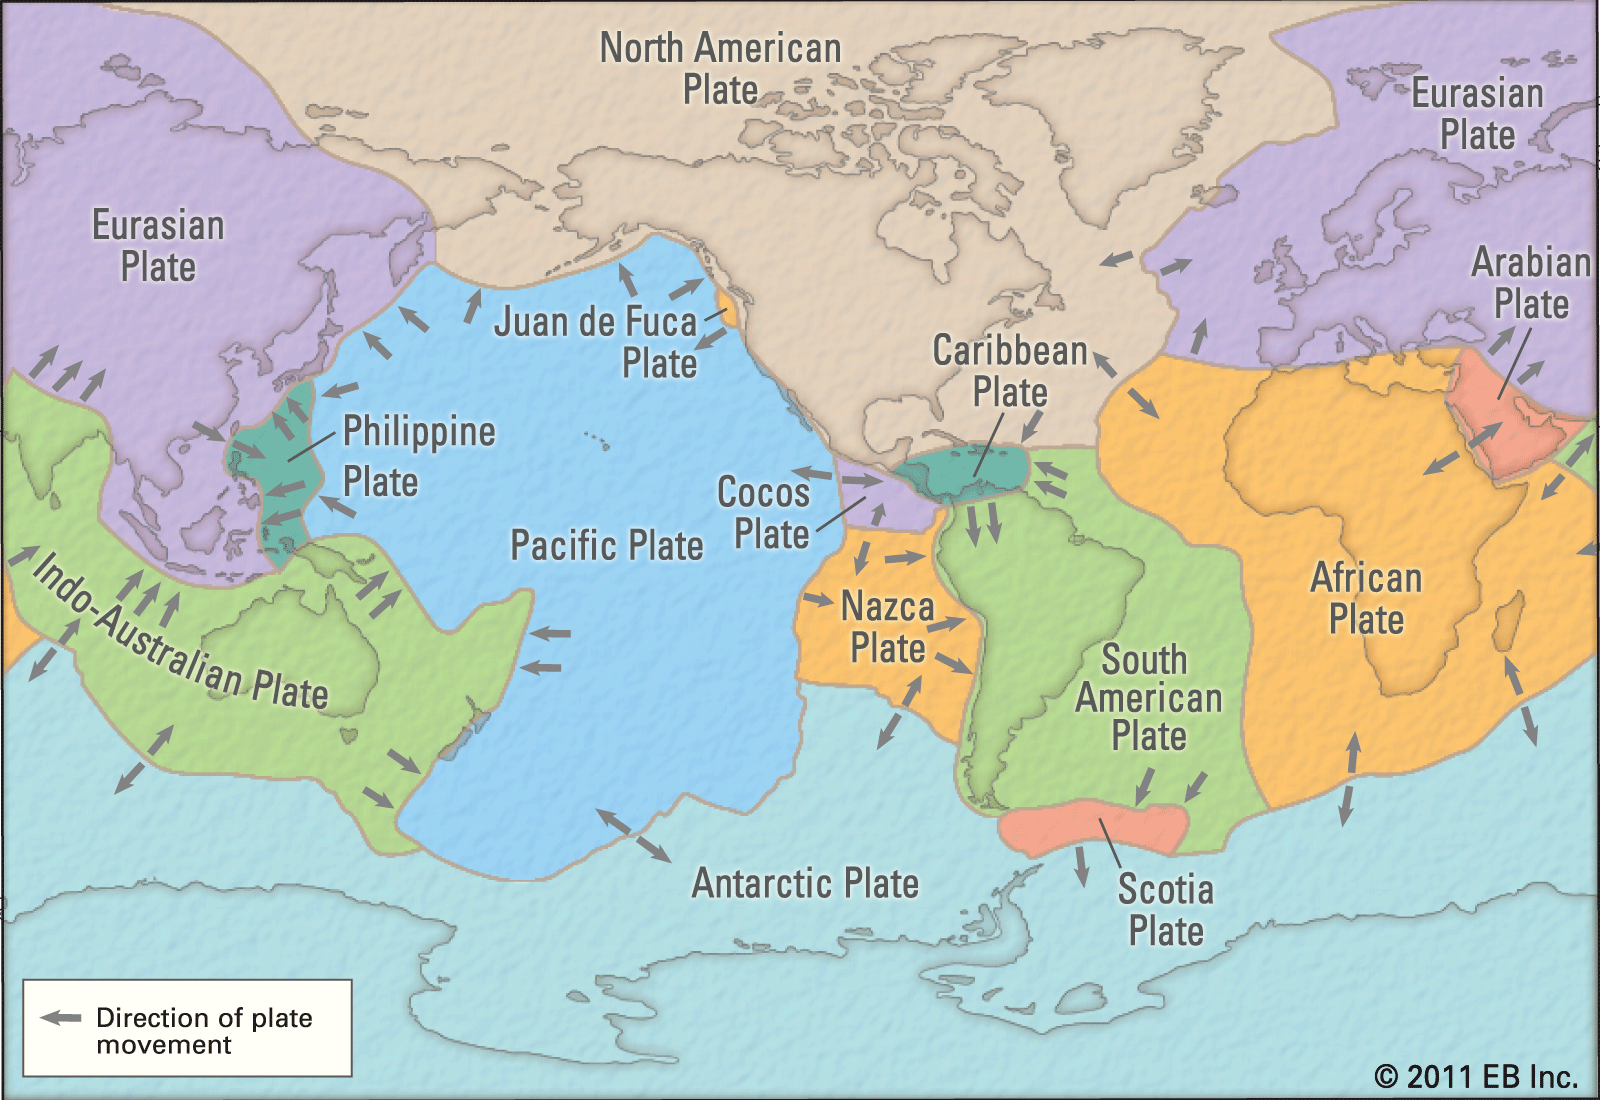 North American
Plate
Eurasian
Plate
Eurasian
Plate
Arabian
Plate
Juan de Fuca
Plate
Caribbean
Plate
Philippine
Plate
Cocos
Plate
Pacific Plate
Indo-Australian Plate
Nazca
Plate
African
Plate
South
American
Plate
Antarctic Plate
Scotia
Plate
Direction of plate
movement
© 2011 EB Inc.